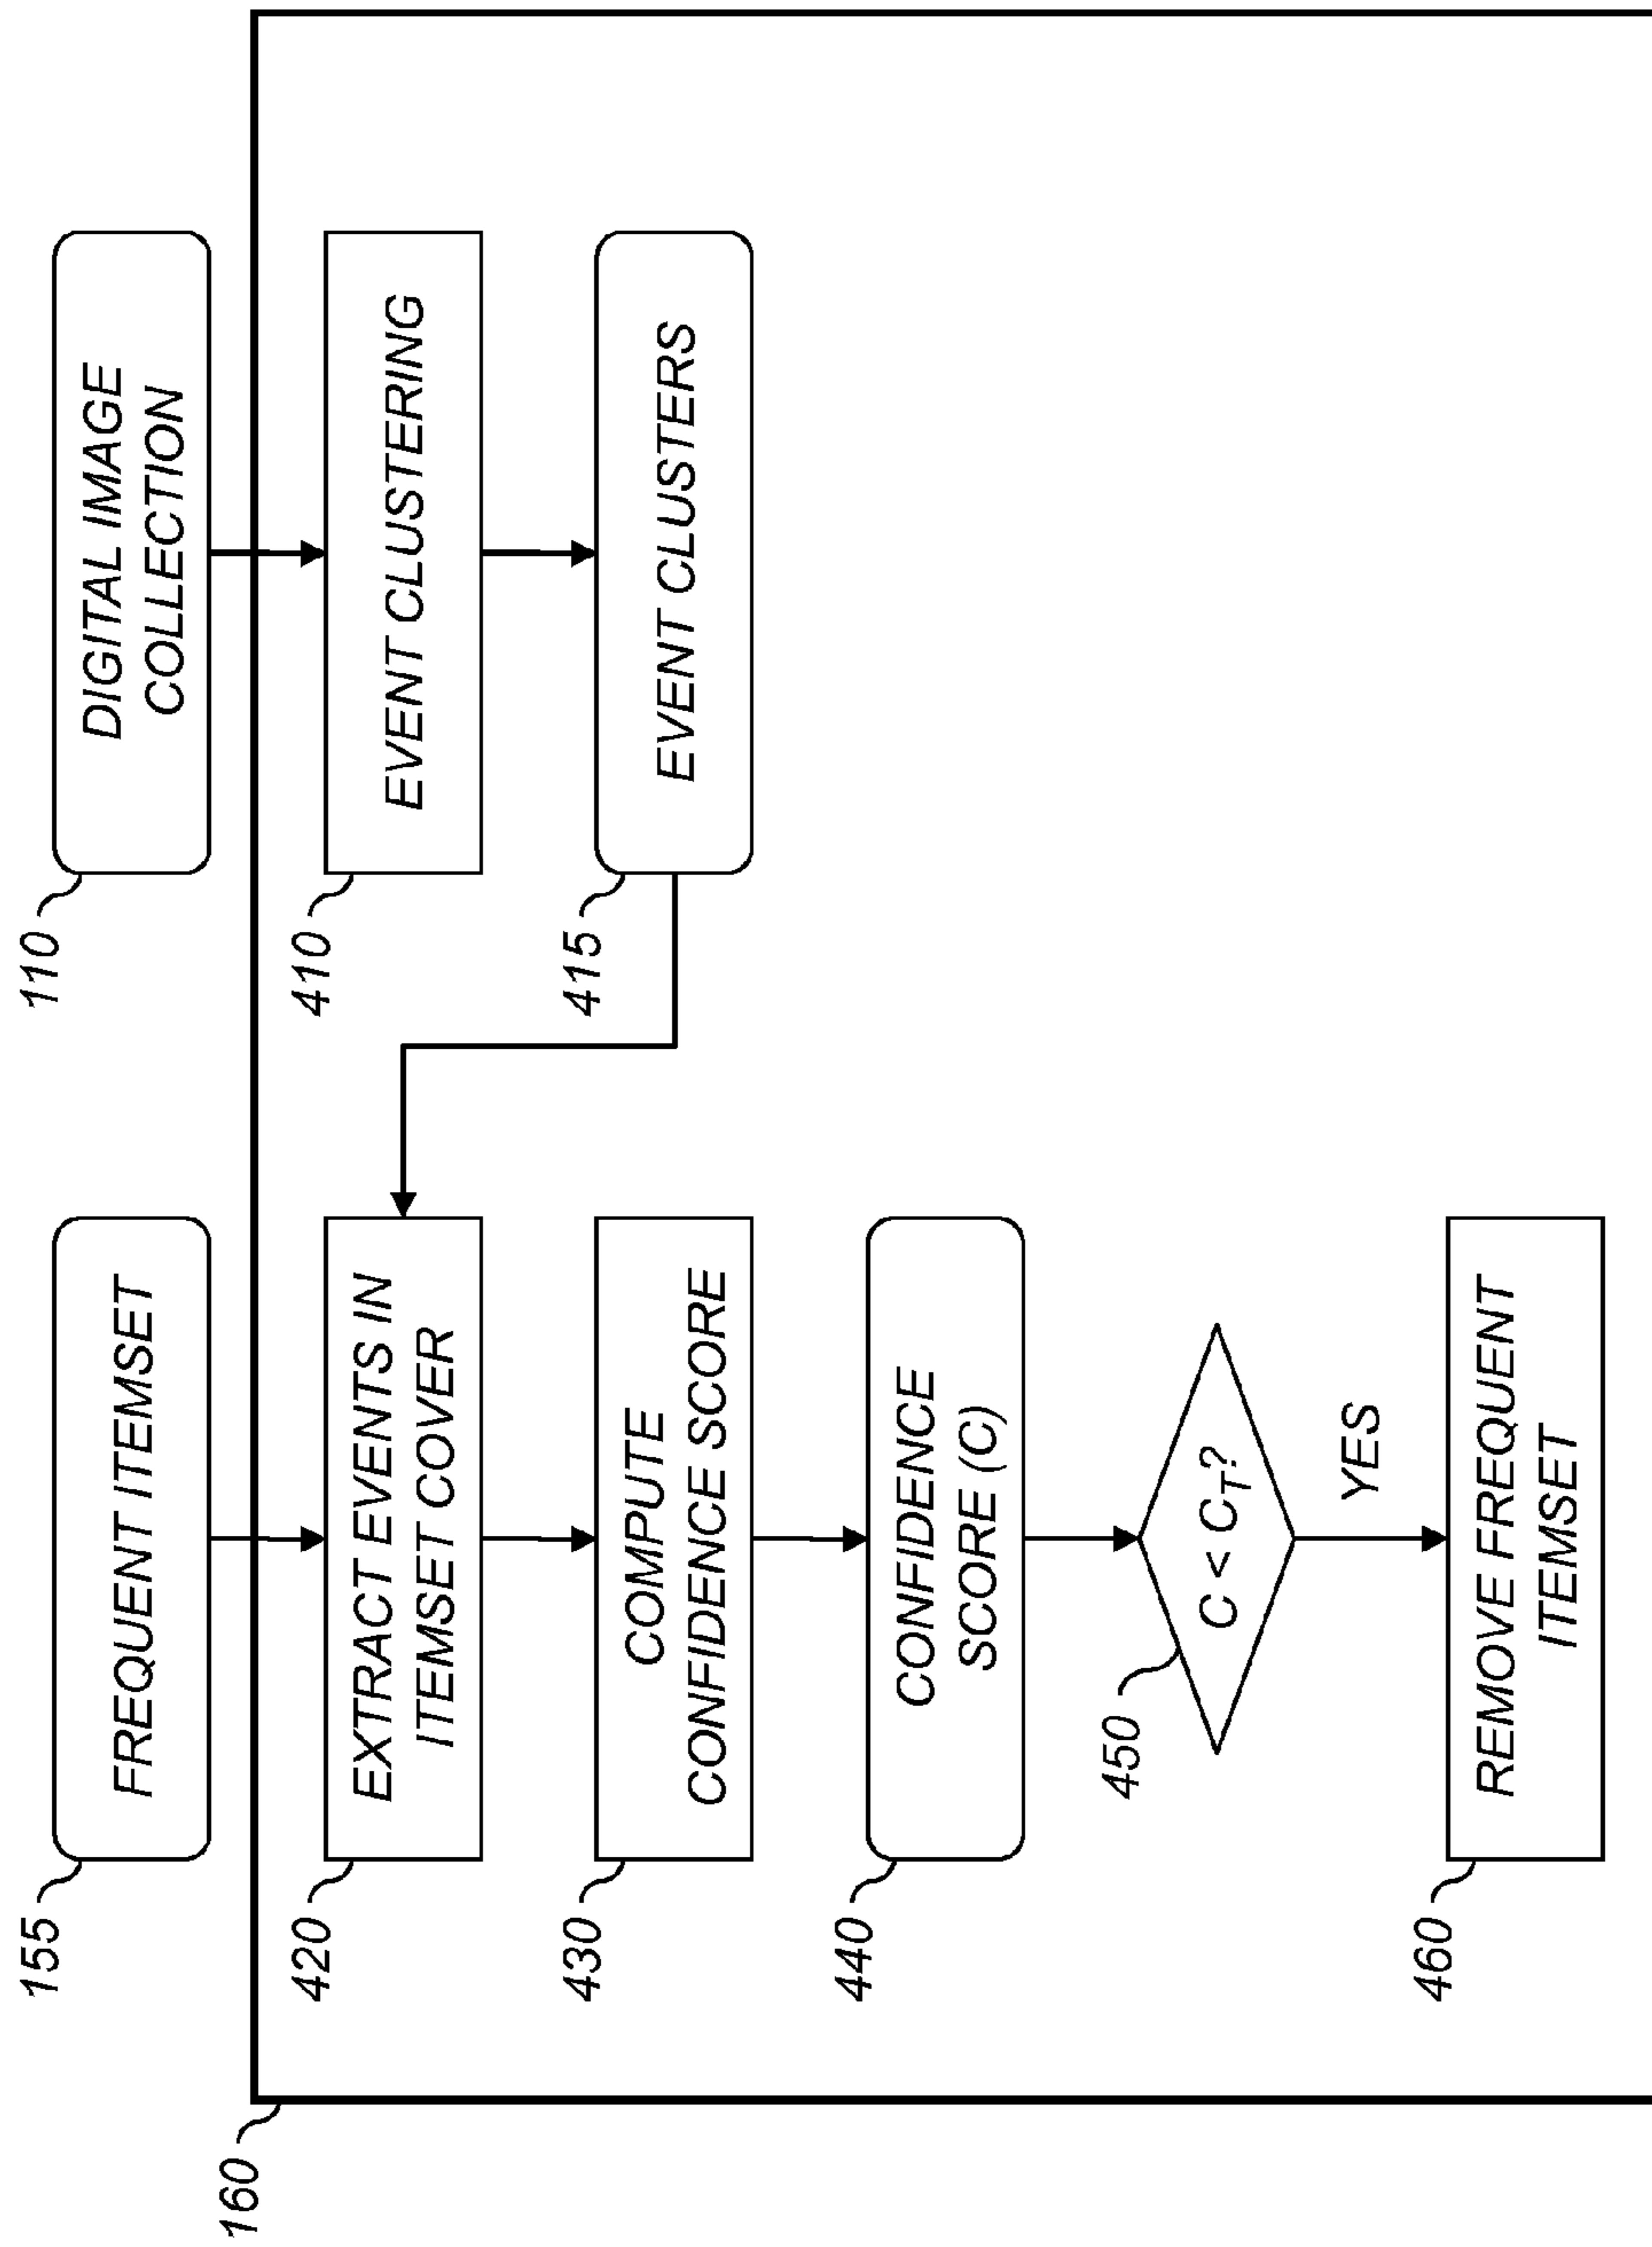 155
FREQUENT ITEMSET
110
DIGITAL IMAGE
COLLECTION
160
420
EXTRACT EVENTS IN
ITEMSET COVER
410
EVENT CLUSTERING
430
COMPUTE
CONFIDENCE SCORE
415
EVENT CLUSTERS
440
CONFIDENCE
SCORE (C)
450
C < CT?
YES
460
REMOVE FREQUENT
ITEMSET